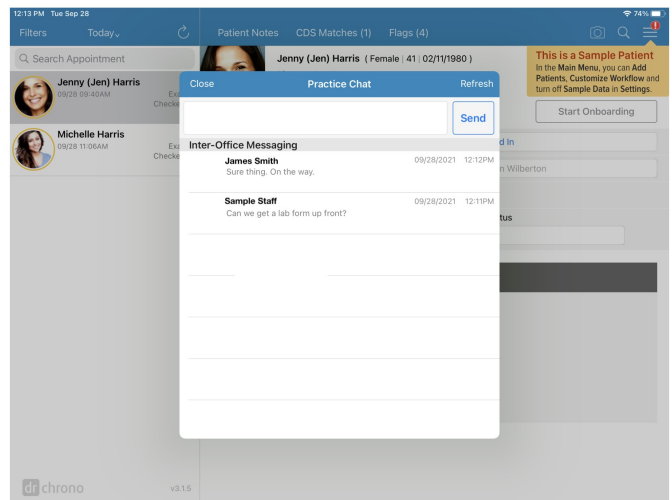 12:13 PM Tue Sep 28
74%
Filters Today Patient Notes CDS Matches (1) Flags (4)
Search Appointment
Jenny (Jen) Harris ( Female | 41 | 02/11/1980 )
This is a Sample Patient
In the Main Menu, you can Add
Patients, Customize Workflow and
turn off Sample Data in Settings.
Start Onboarding
Jenny (Jen) Harris
09/28 09:40AM
Michelle Harris
09/28 11:06AM
Close Practice Chat Refresh
Send
Inter-Office Messaging
James Smith 09/28/2021 12:12PM
Sure thing. On the way.
Sample Staff 09/28/2021 12:11PM
Can we get a lab form up front?
d In
n Wilberton
tus
drchrono v3.1.5